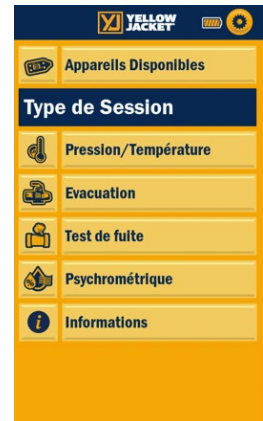 YJ YELLOW
JACKET
Appareils Disponibles
Type de Session
Pression/Température
Evacuation
Test de fuite
Psychrométrique
Informations